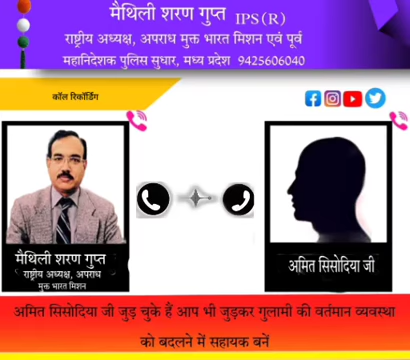 मैथिली शरण गुप्त IPS (R)
राष्ट्रीय अध्यक्ष, अपराध मुक्त भारत मिशन एवं पूर्व
महानिदेशक पुलिस सुधार, मध्य प्रदेश 9425606040
कॉल रिकॉर्डिंग
मैथिली शरण गुप्त
राष्ट्रीय अध्यक्ष, अपराध
मुक्त भारत मिशन
अमित सिसोदिया जी
अमित सिसोदिया जी जुड़ चुके हैं आप भी जुड़कर गुलामी की वर्तमान व्यवस्था
को बदलने में सहायक बनें